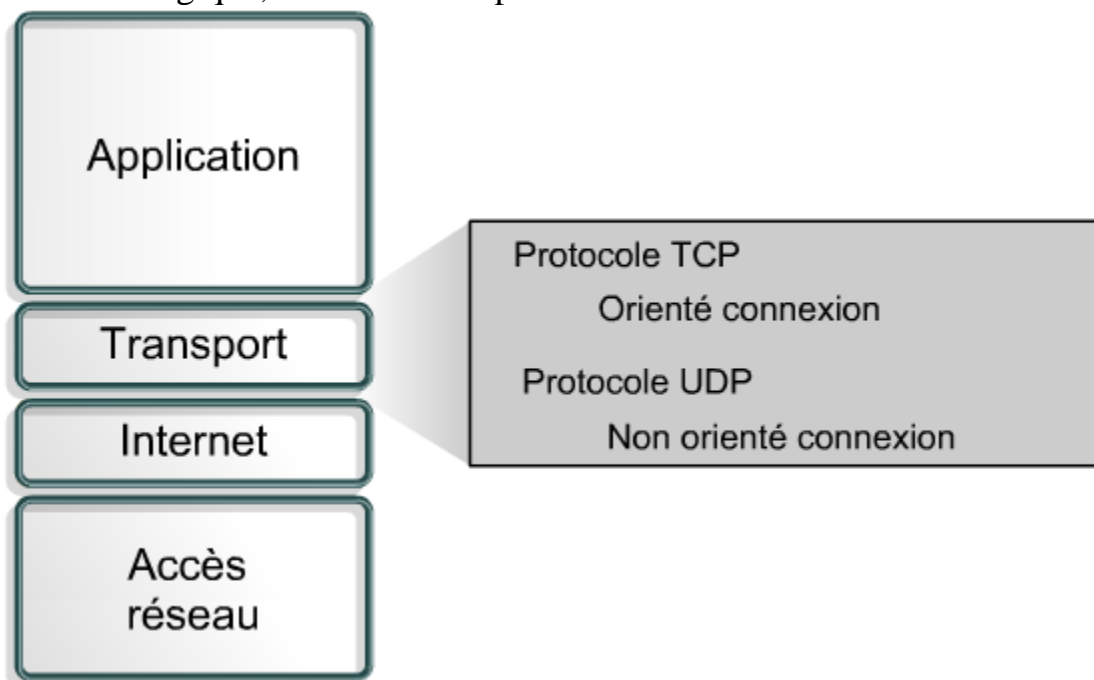 Application
Protocole TCP
Orienté connexion
Transport
Protocole UDP
Internet
Non orienté connexion
Accès
réseau